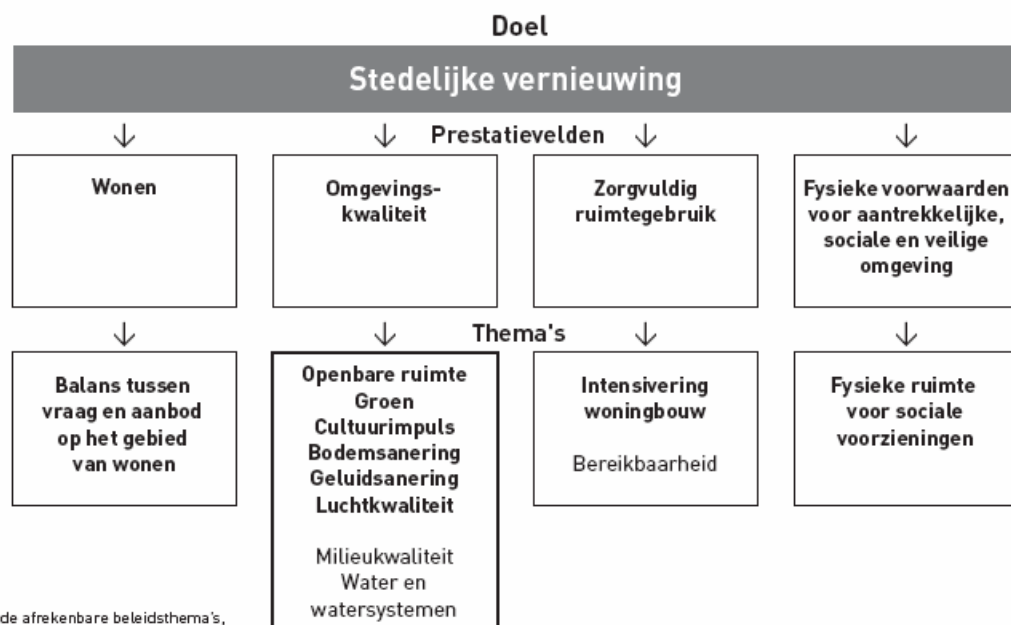 Doel
Stedelijke vernieuwing
Prestatievelden
Wonen
Omgevings-
kwaliteit
Zorgvuldig
ruimtegebruik
Fysieke voorwaarden
voor aantrekkelijke,
sociale en veilige
omgeving
Thema's
Balans tussen
vraag en aanbod
op het gebied
van wonen
Openbare ruimte
Groen
Cultuurimpuls
Bodemsanering
Geluidsanering
Luchtkwaliteit
Milieukwaliteit
Water en
watersystemen
Intensivering
woningbouw
Bereikbaarheid
Fysieke ruimte
voor sociale
voorzieningen
de afrekenbare beleidsthema's,